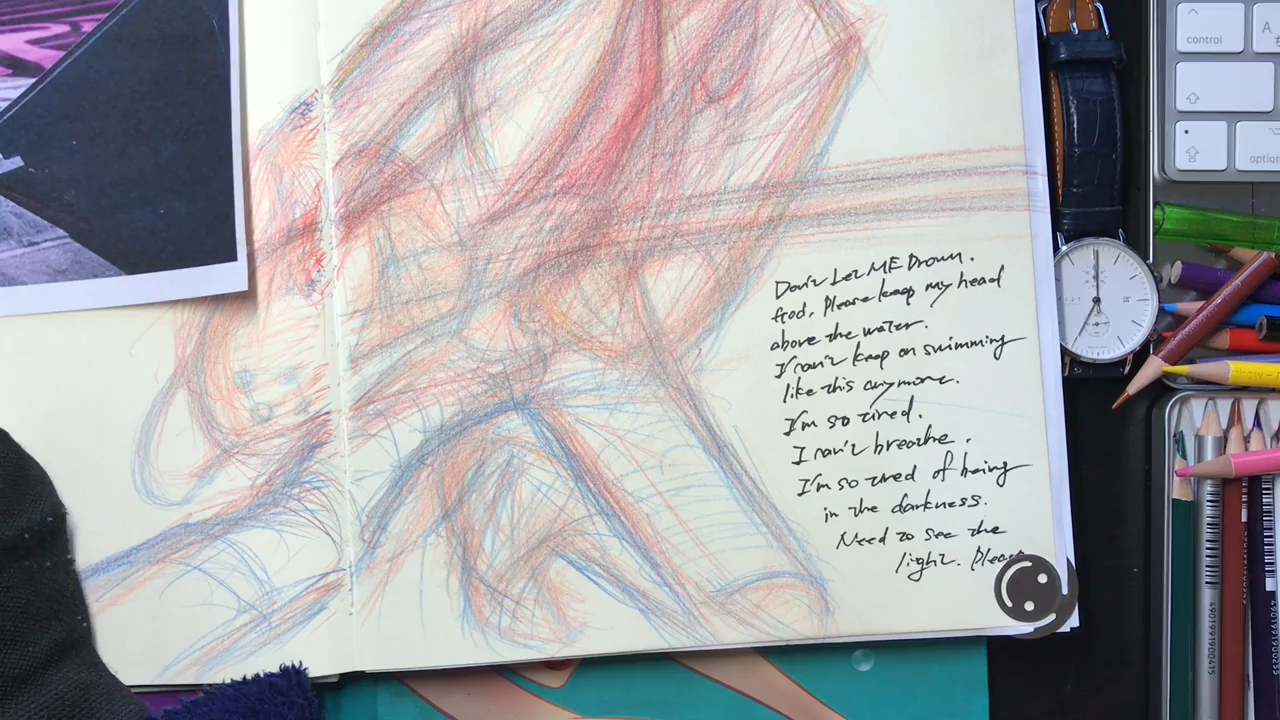 Don't Let ME Drown.
God, Please keep my head
above the water.
I can't keep on swimming
like this anymore.
I'm so tired.
I can't breathe.
I'm so tired of being
in the darkness.
Need to see the
light. Please
control
A
option
4901991900415